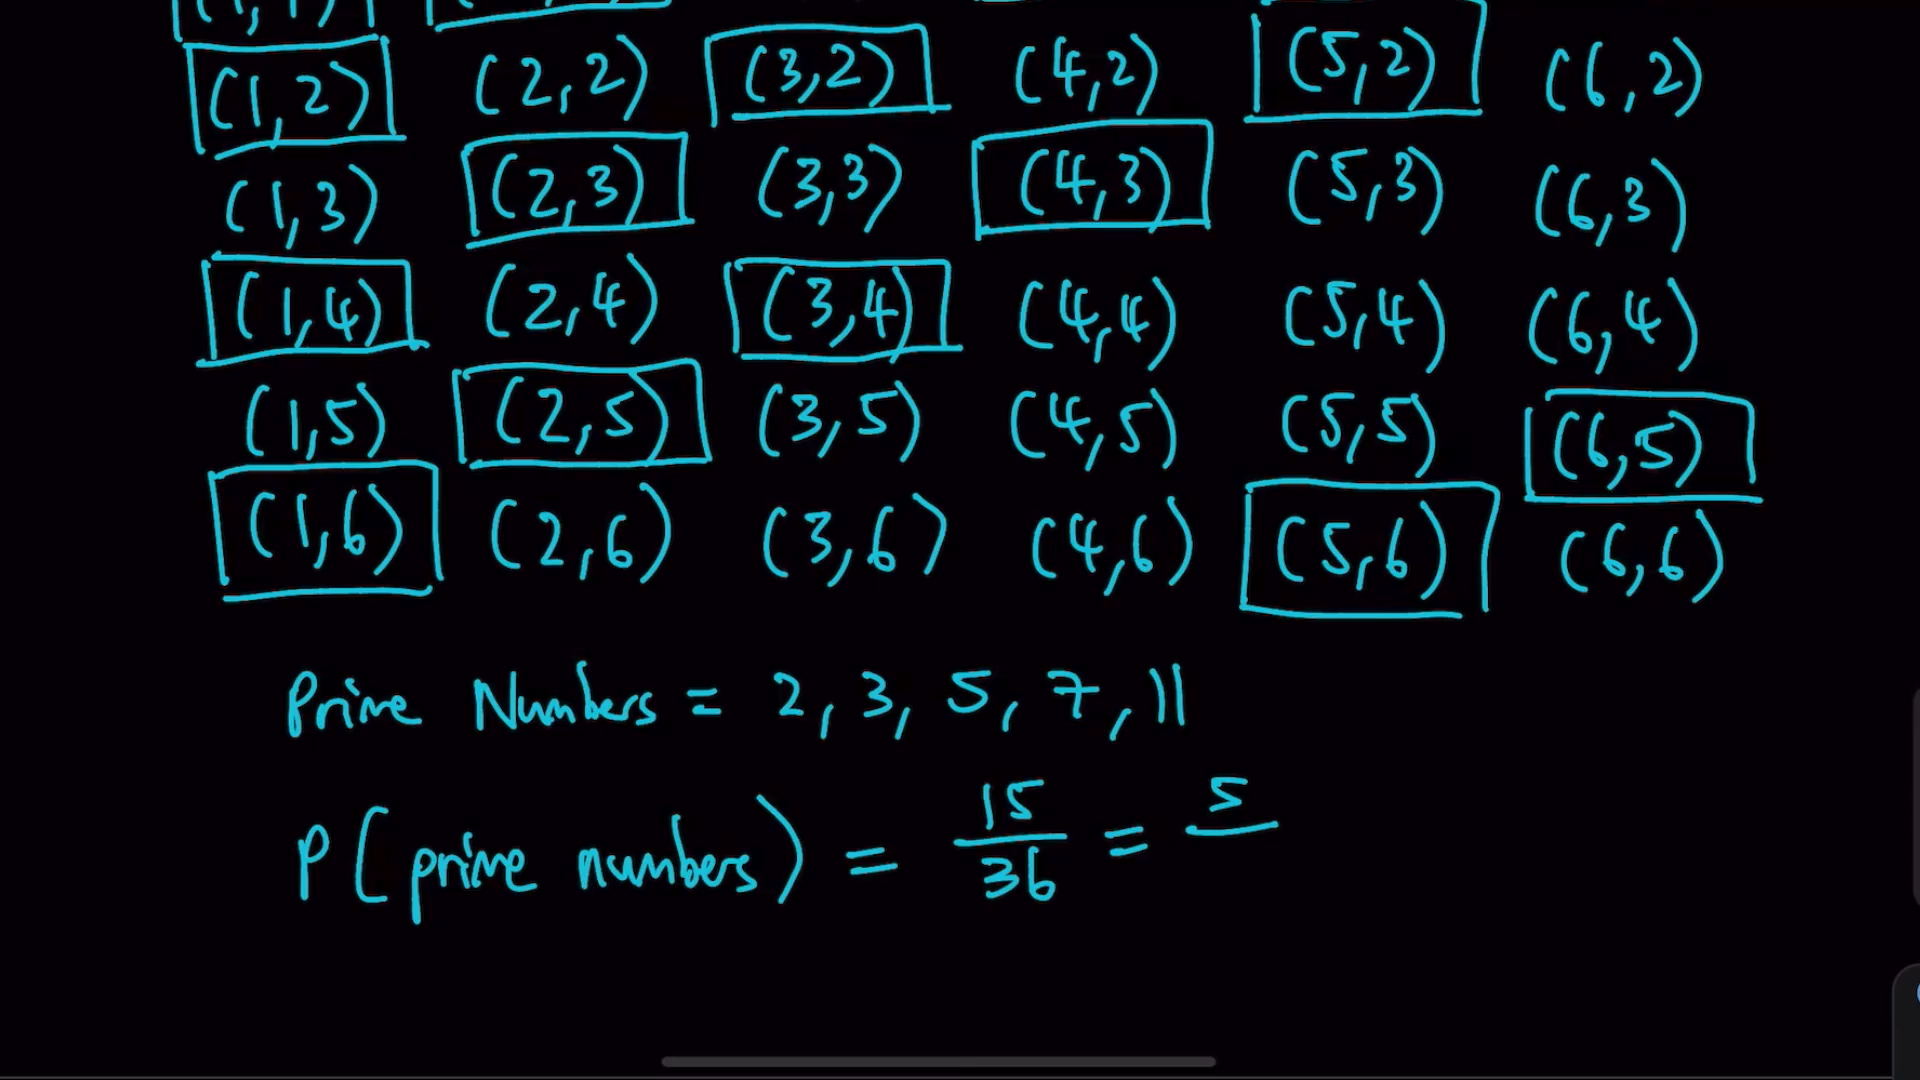 (1,1)
(1,2) (2,2) (3,2) (4,2) (5,2) (6,2)
(1,3) (2,3) (3,3) (4,3) (5,3) (6,3)
(1,4) (2,4) (3,4) (4,4) (5,4) (6,4)
(1,5) (2,5) (3,5) (4,5) (5,5) (6,5)
(1,6) (2,6) (3,6) (4,6) (5,6) (6,6)
Prime Numbers = 2, 3, 5, 7, 11
P(prime numbers) = 15/36 = 5/